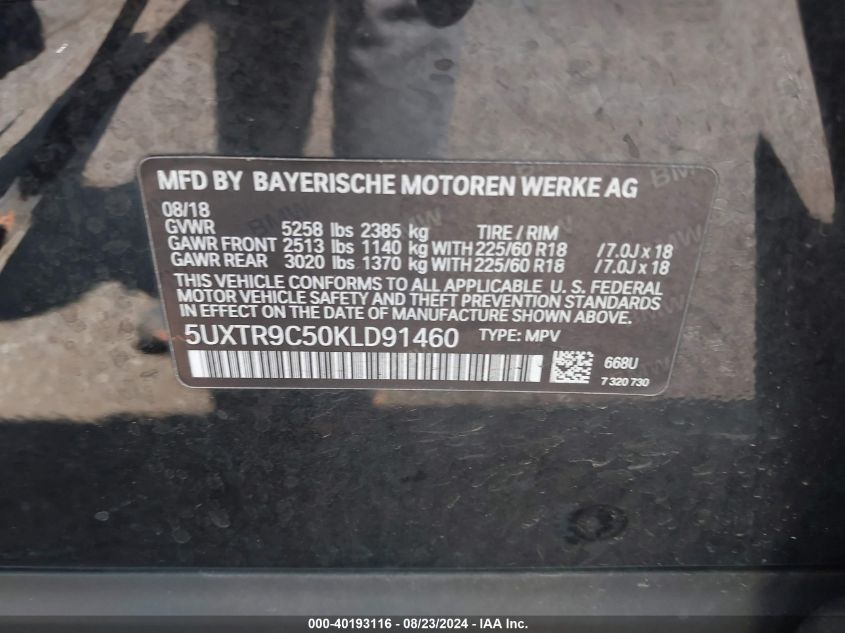 MFD BY BAYERISCHE MOTOREN WERKE AG
08/18
GVWR 5258 lbs 2385 kg TIRE / RIM
GAWR FRONT 2513 lbs 1140 kg WITH 225/60 R18 /7.0J x 18
GAWR REAR 3020 lbs 1370 kg WITH 225/60 R18 /7.0J x 18
THIS VEHICLE CONFORMS TO ALL APPLICABLE U. S. FEDERAL
MOTOR VEHICLE SAFETY AND THEFT PREVENTION STANDARDS
IN EFFECT ON THE DATE OF MANUFACTURE SHOWN ABOVE.
5UXTR9C50KLD91460 TYPE: MPV
668U
7 320 730
000-40193116 - 08/23/2024 - IAA, Inc.